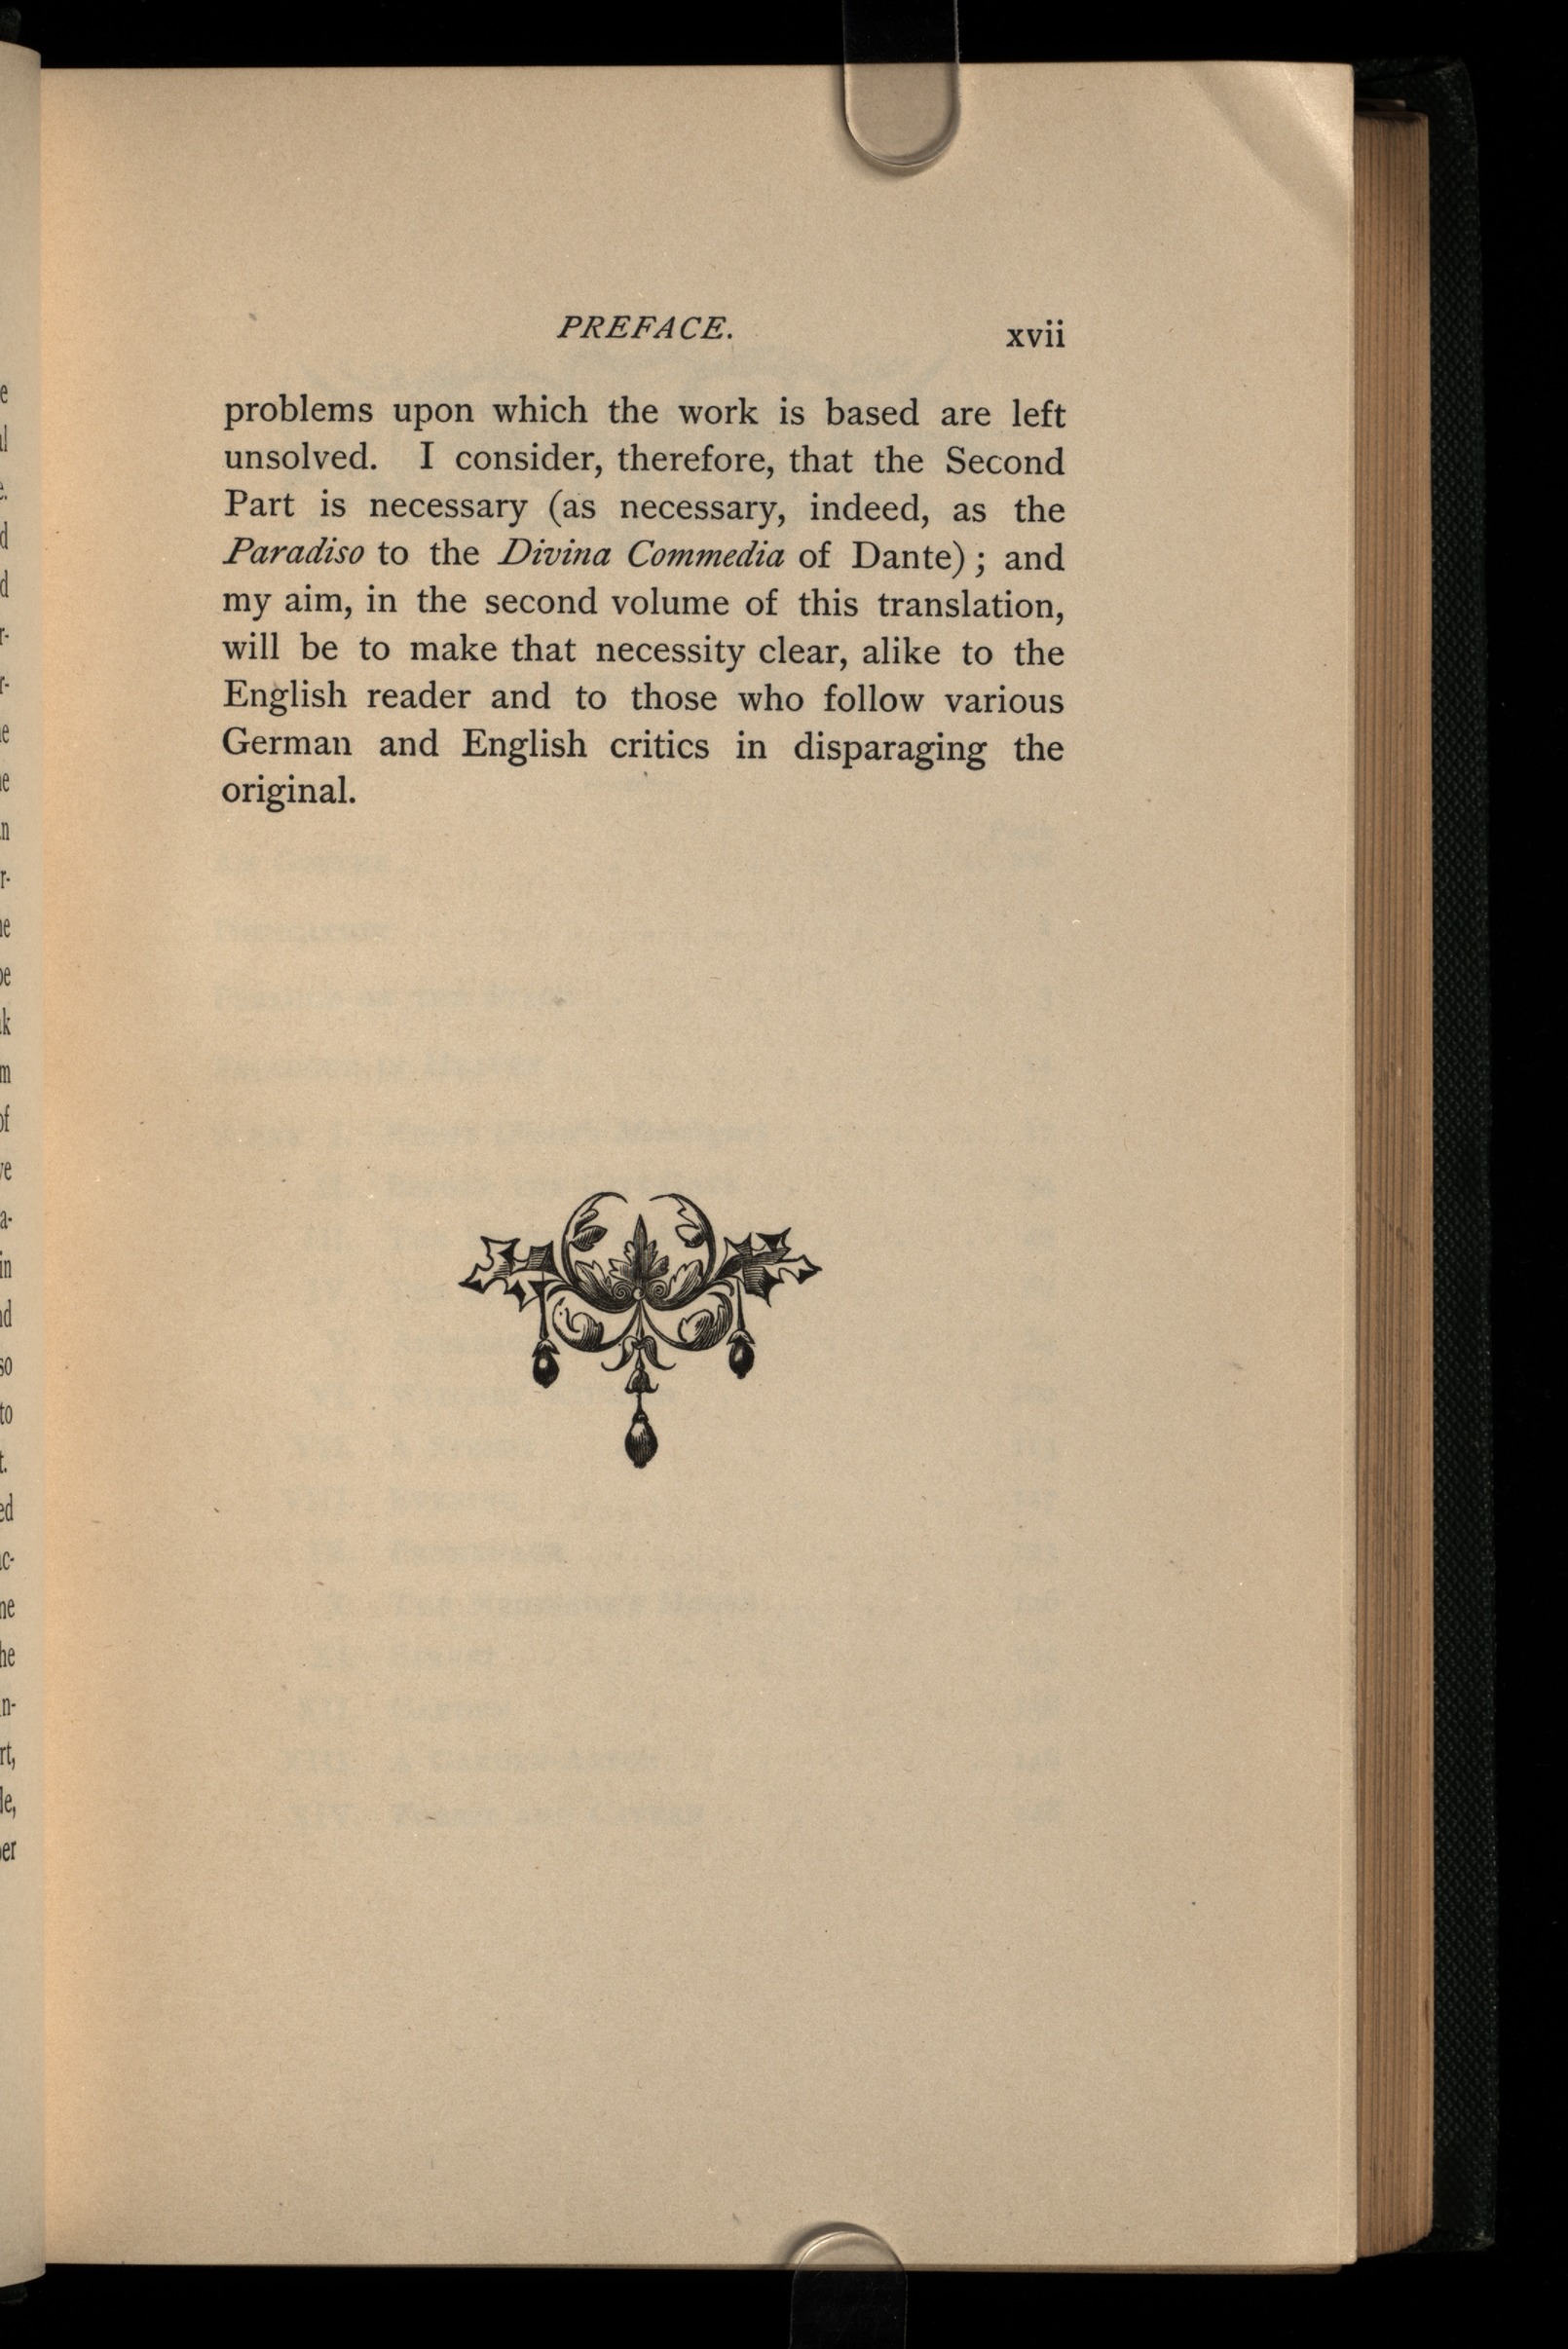 PREFACE. xvii
problems upon which the work is based are left
unsolved. I consider, therefore, that the Second
Part is necessary (as necessary, indeed, as the
Paradiso to the Divina Commedia of Dante) ; and
my aim, in the second volume of this translation,
will be to make that necessity clear, alike to the
English reader and to those who follow various
German and English critics in disparaging the
original.